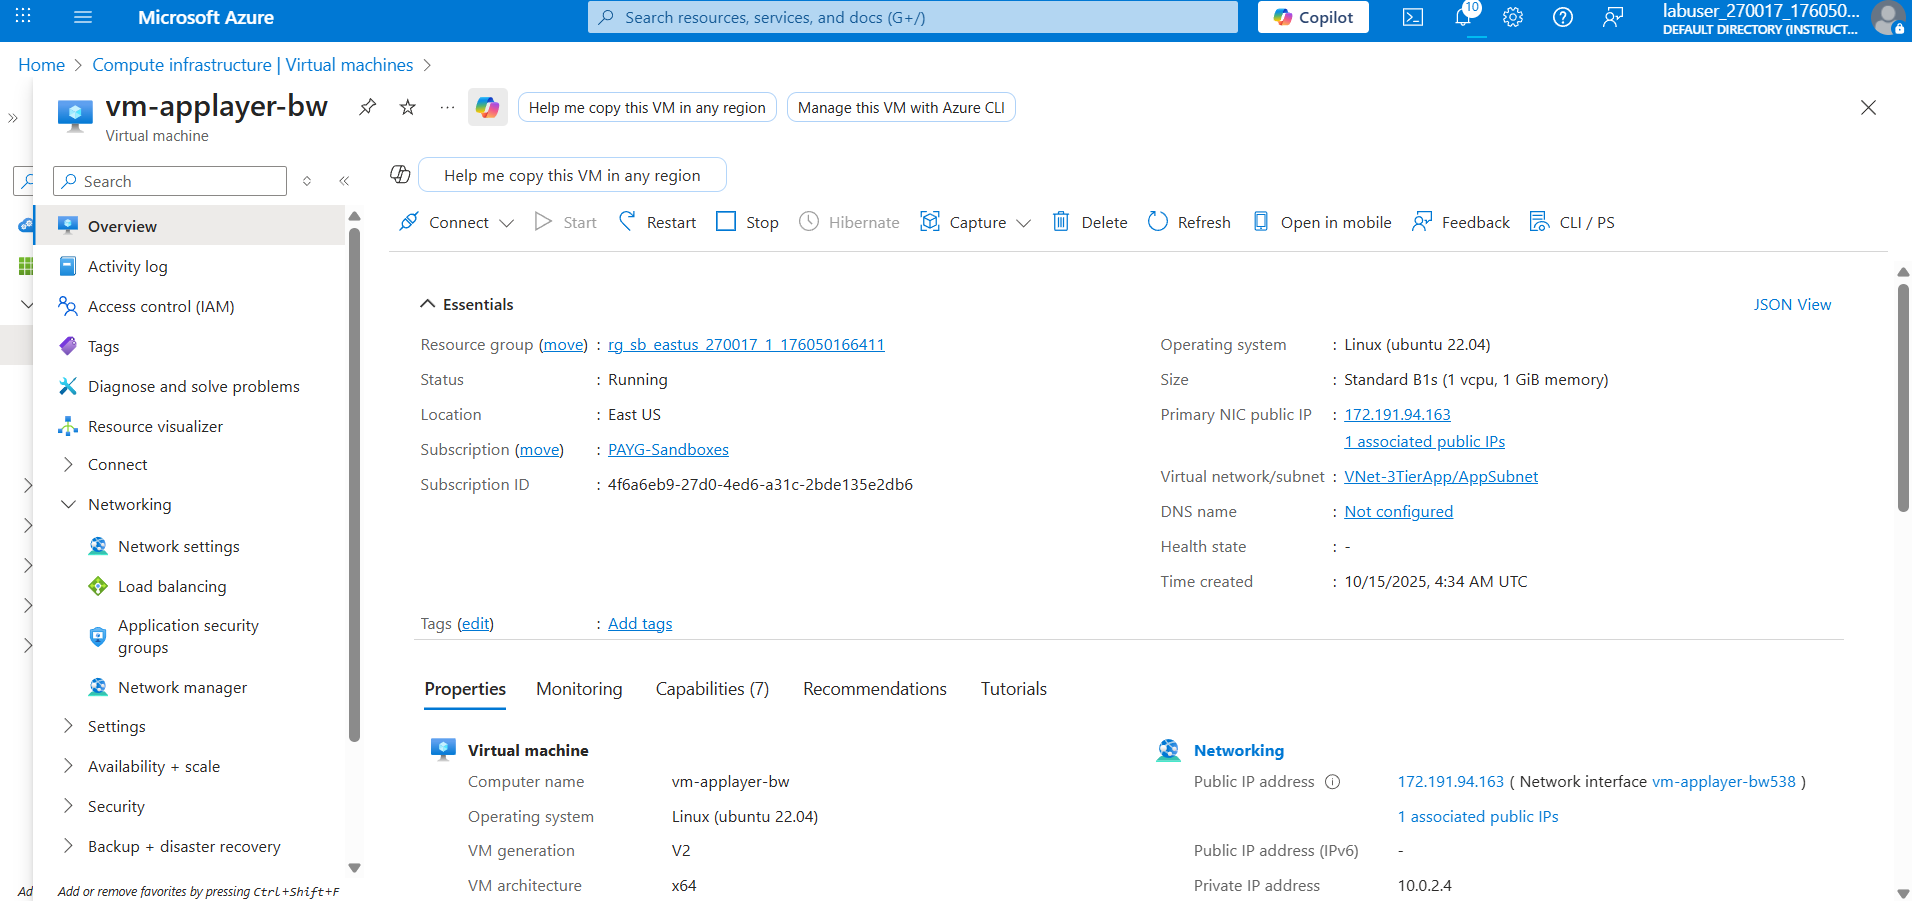 Microsoft Azure
Search resources, services, and docs (G+/)
Copilot
10
labuser_270017_176050...
DEFAULT DIRECTORY (INSTRUCT...
Home > Compute infrastructure | Virtual machines >
vm-applayer-bw
Virtual machine
Help me copy this VM in any region
Manage this VM with Azure CLI
Search
Overview
Activity log
Access control (IAM)
Tags
Diagnose and solve problems
Resource visualizer
Connect
Networking
Network settings
Load balancing
Application security
groups
Network manager
Settings
Availability + scale
Security
Backup + disaster recovery
Ad
Add or remove favorites by pressing Ctrl+Shift+F
Help me copy this VM in any region
Connect Start Restart Stop Hibernate Capture Delete Refresh Open in mobile Feedback CLI / PS
Essentials
JSON View
Resource group (move) : rg_sb_eastus_270017_1_176050166411
Status : Running
Location : East US
Subscription (move) : PAYG-Sandboxes
Subscription ID : 4f6a6eb9-27d0-4ed6-a31c-2bde135e2db6
Operating system : Linux (ubuntu 22.04)
Size : Standard B1s (1 vcpu, 1 GiB memory)
Primary NIC public IP : 172.191.94.163
1 associated public IPs
Virtual network/subnet : VNet-3TierApp/AppSubnet
DNS name : Not configured
Health state : -
Time created : 10/15/2025, 4:34 AM UTC
Tags (edit) : Add tags
Properties Monitoring Capabilities (7) Recommendations Tutorials
Virtual machine
Computer name vm-applayer-bw
Operating system Linux (ubuntu 22.04)
VM generation V2
VM architecture x64
Networking
Public IP address 172.191.94.163 ( Network interface vm-applayer-bw538 )
1 associated public IPs
Public IP address (IPv6) -
Private IP address 10.0.2.4